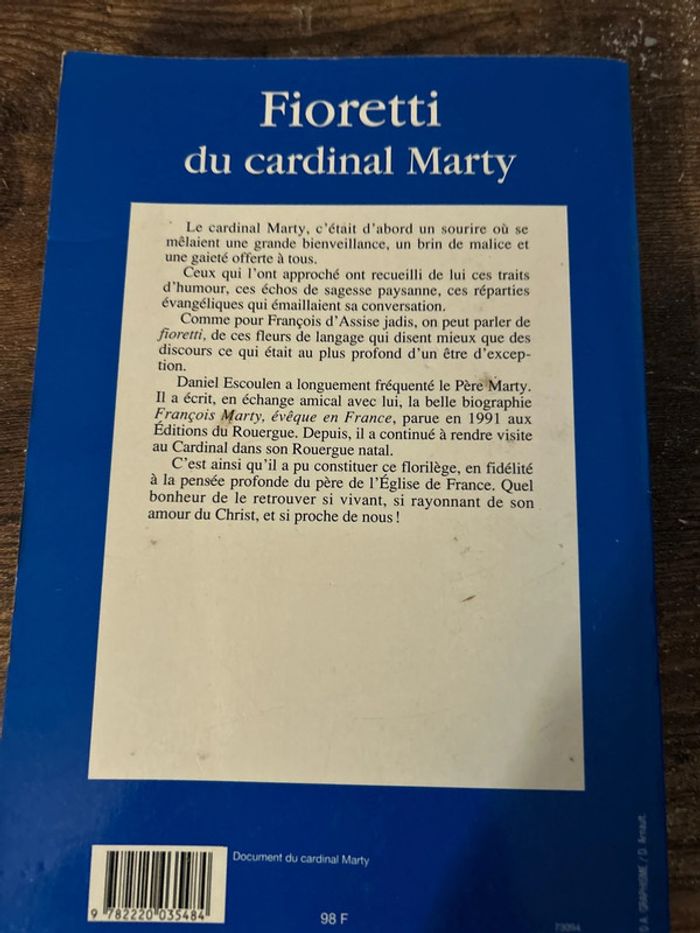 Fioretti
du cardinal Marty
Le cardinal Marty, c'était d'abord un sourire où se
mêlaient une grande bienveillance, un brin de malice et
une gaieté offerte à tous.
Ceux qui l'ont approché ont recueilli de lui ces traits
d'humour, ces échos de sagesse paysanne, ces réparties
évangéliques qui émaillaient sa conversation.
Comme pour François d'Assise jadis, on peut parler de
fioretti, de ces fleurs de langage qui disent mieux que des
discours ce qui était au plus profond d'un être d'excep-
tion.
Daniel Escoulen a longuement fréquenté le Père Marty.
Il a écrit, en échange amical avec lui, la belle biographie
François Marty, évêque en France, parue en 1991 aux
Éditions du Rouergue. Depuis, il a continué à rendre visite
au Cardinal dans son Rouergue natal.
C'est ainsi qu'il a pu constituer ce florilège, en fidélité
à la pensée profonde du père de l'Église de France. Quel
bonheur de le retrouver si vivant, si rayonnant de son
amour du Christ, et si proche de nous !
Document du cardinal Marty
9 782220 035484
98 F
GRAPHISME / D.